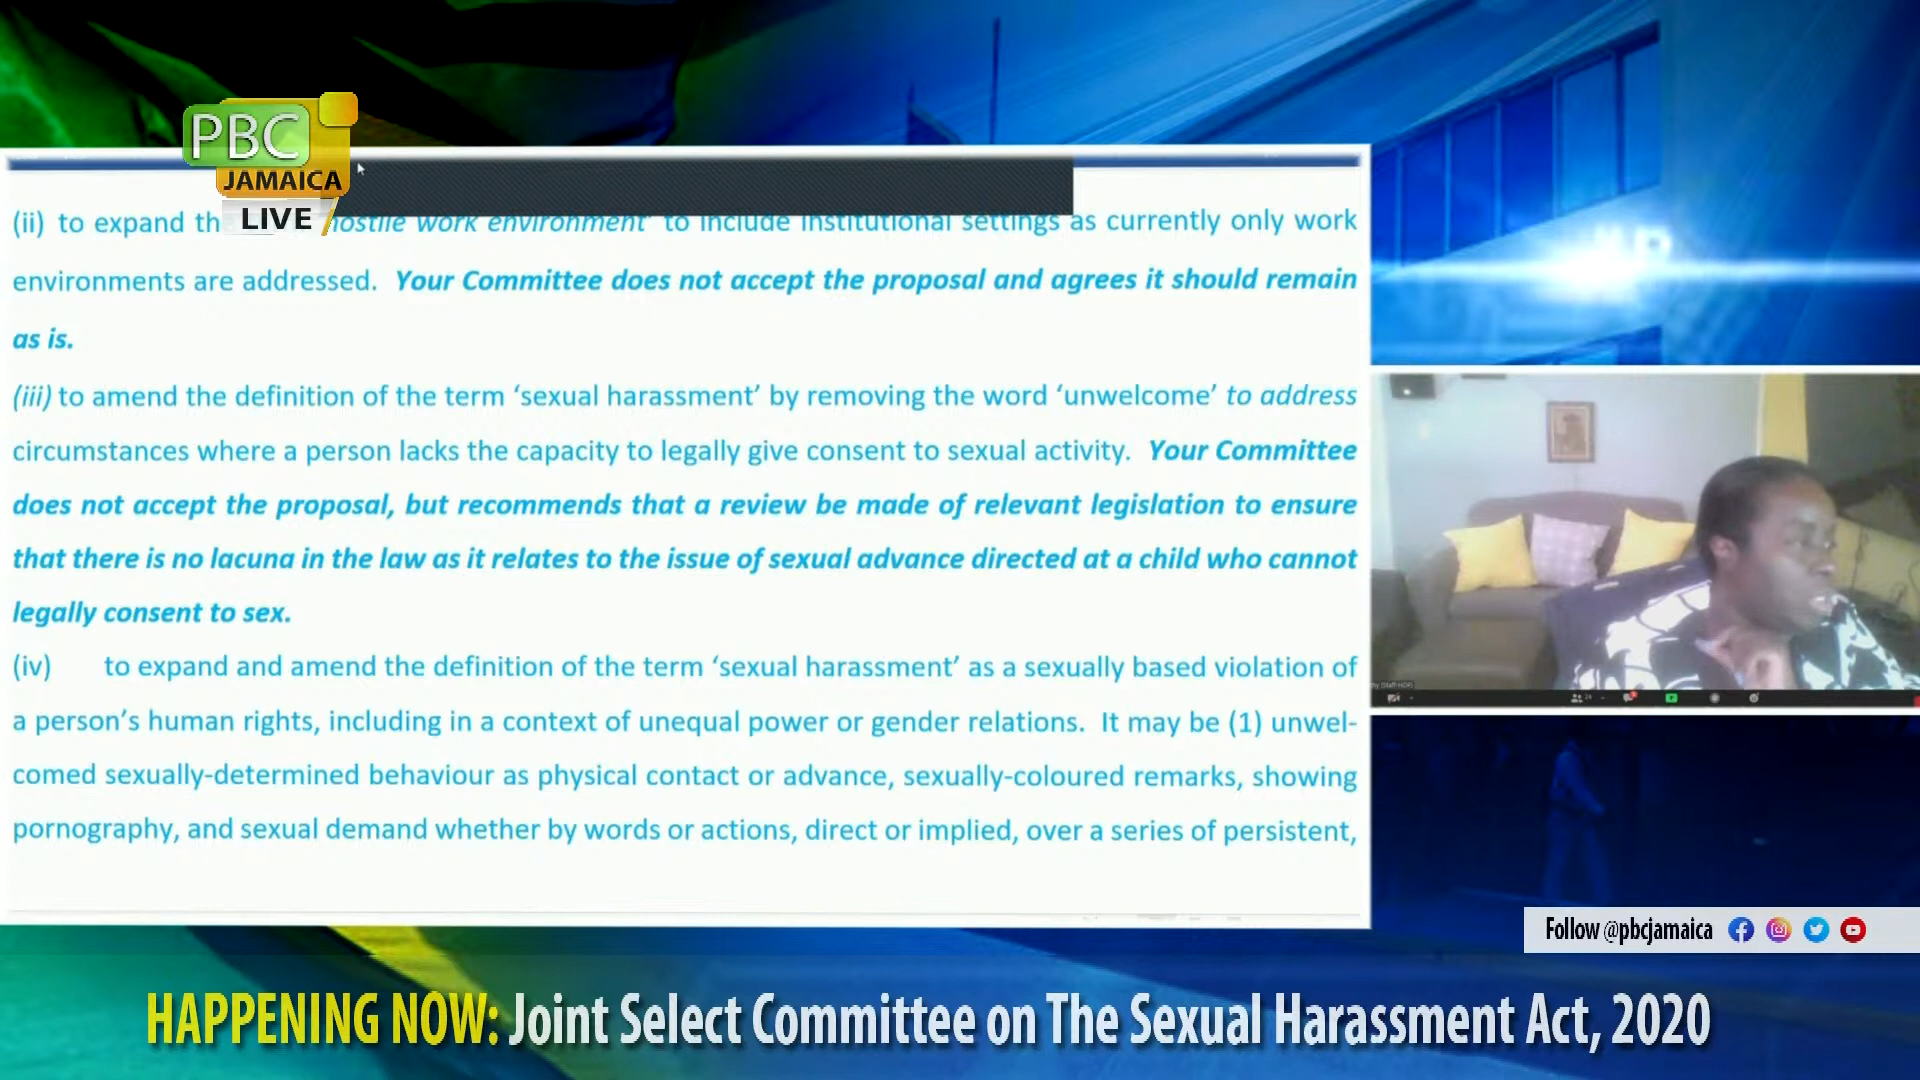 PBC
JAMAICA
LIVE
(ii) to expand th ostile work environment' to include institutional settings as currently only work
environments are addressed. Your Committee does not accept the proposal and agrees it should remain
as is.
(iii) to amend the definition of the term ‘sexual harassment’ by removing the word ‘unwelcome’ to address
circumstances where a person lacks the capacity to legally give consent to sexual activity. Your Committee
does not accept the proposal, but recommends that a review be made of relevant legislation to ensure
that there is no lacuna in the law as it relates to the issue of sexual advance directed at a child who cannot
legally consent to sex.
(iv) to expand and amend the definition of the term ‘sexual harassment’ as a sexually based violation of
a person’s human rights, including in a context of unequal power or gender relations. It may be (1) unwel-
comed sexually-determined behaviour as physical contact or advance, sexually-coloured remarks, showing
pornography, and sexual demand whether by words or actions, direct or implied, over a series of persistent,
Follow @pbcjamaica
HAPPENING NOW: Joint Select Committee on The Sexual Harassment Act, 2020